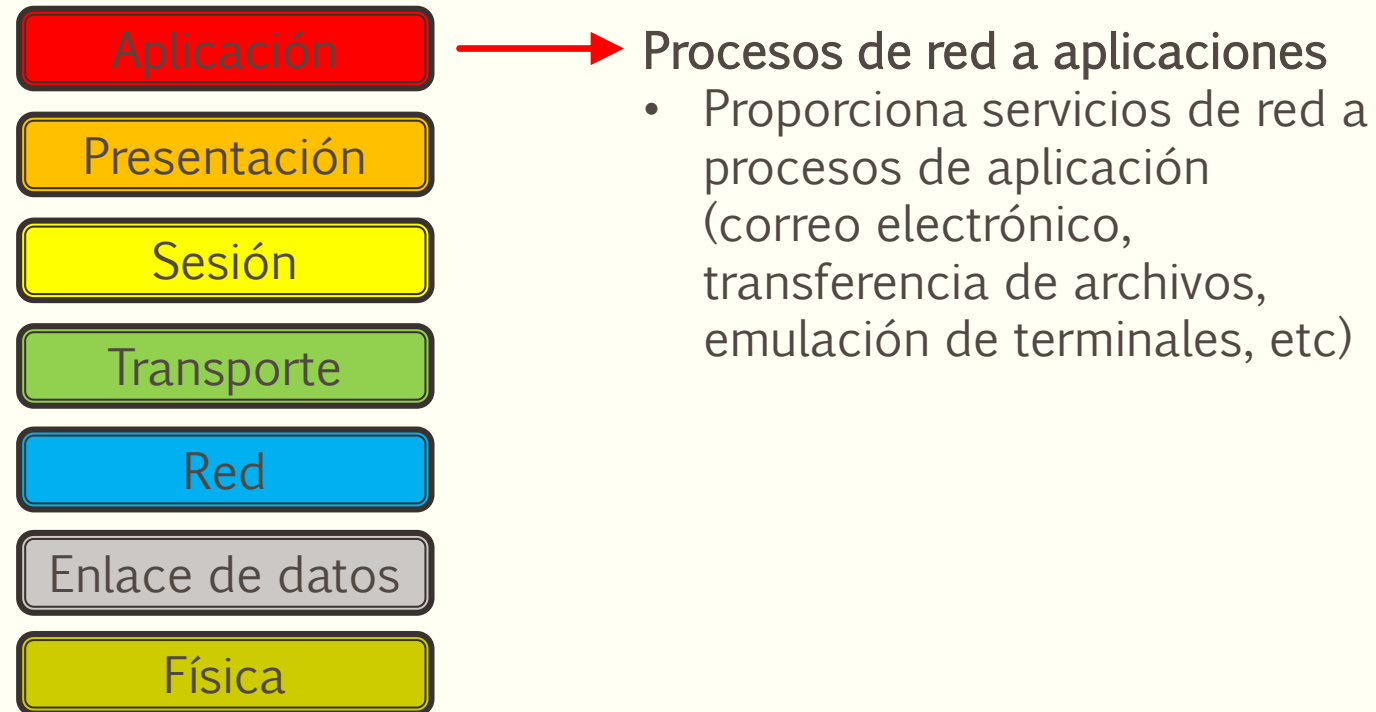 Aplicación
Presentación
Sesión
Transporte
Red
Enlace de datos
Física
Procesos de red a aplicaciones
• Proporciona servicios de red a
procesos de aplicación
(correo electrónico,
transferencia de archivos,
emulación de terminales, etc)